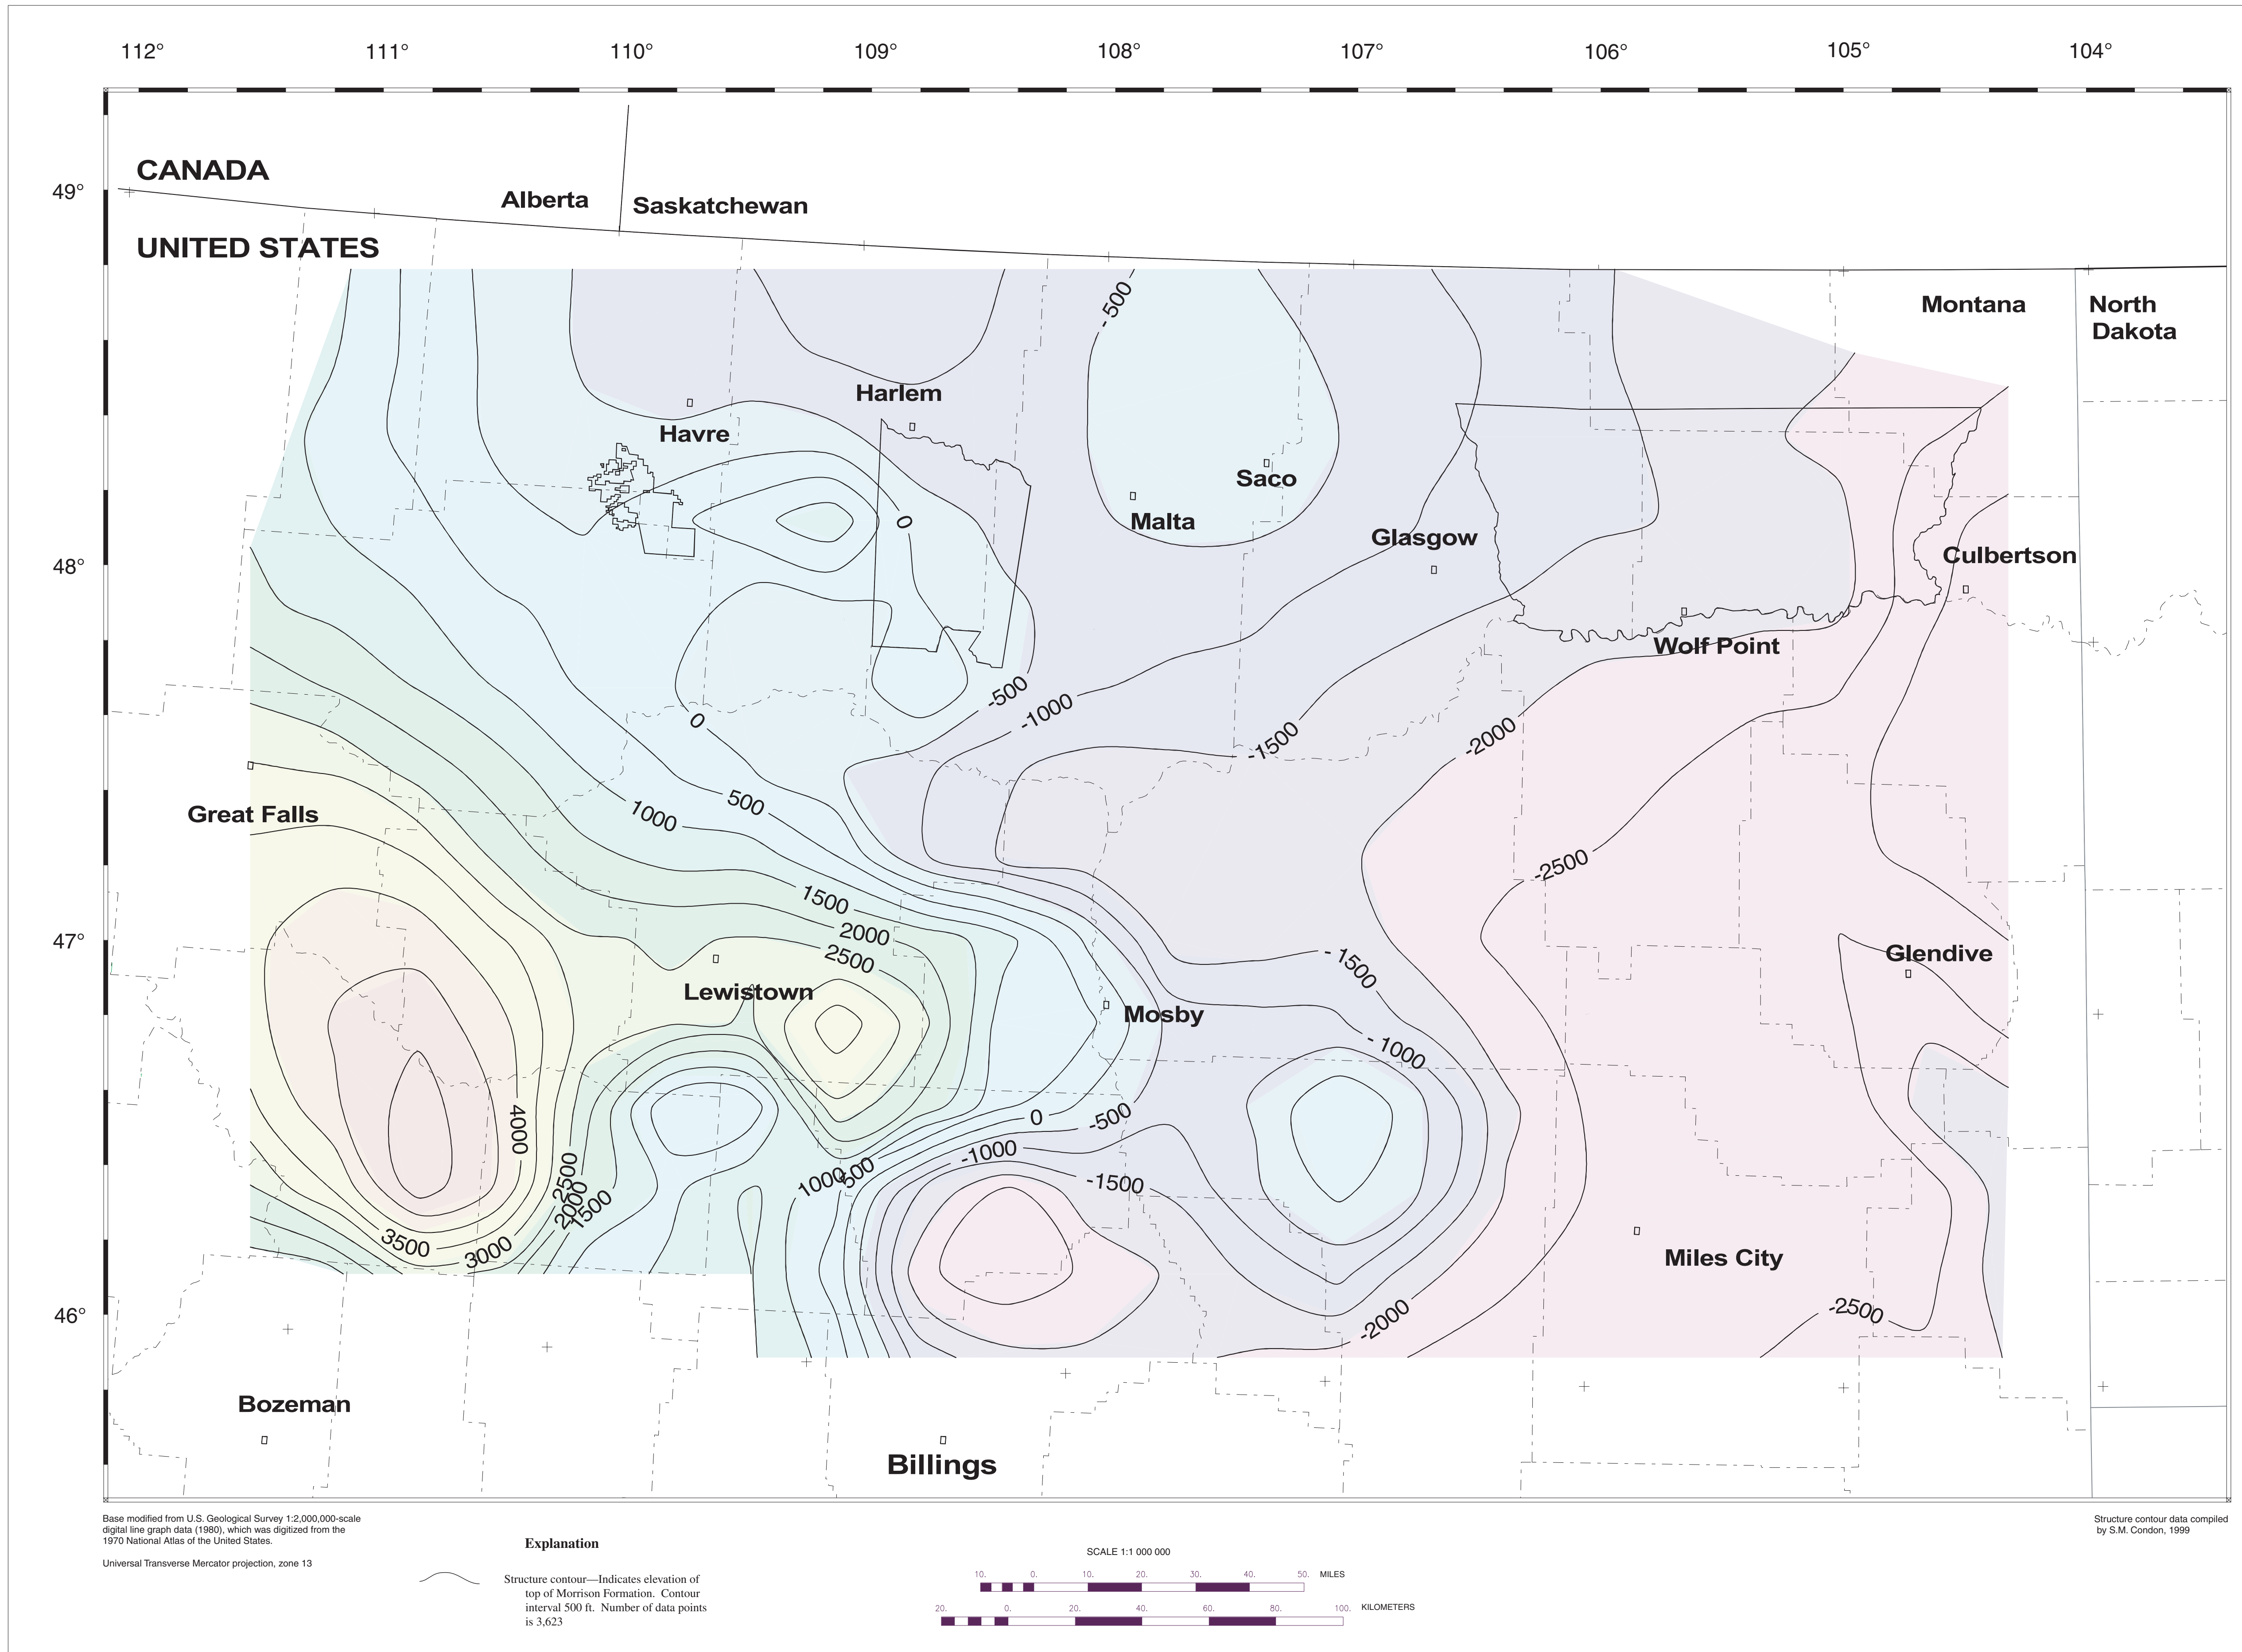 112° 111° 110° 109° 108° 107° 106° 105° 104°
CANADA
49°
Alberta
Saskatchewan
UNITED STATES
- 500
Montana
North
Dakota
Harlem
Havre
Saco
0
Malta
Glasgow
48°
Culbertson
Wolf Point
-500
-1000
0
-2000
-1500
500
1000
Great Falls
-2500
1500
2000
47°
2500
- 1500
Glendive
Lewistown
Mosby
- 1000
4000
0
-500
-1000
2500
1000
500
-1500
2000
1500
3500
3000
Miles City
46°
-2000
-2500
Bozeman
Billings
Base modified from U.S. Geological Survey 1:2,000,000-scale
digital line graph data (1980), which was digitized from the
1970 National Atlas of the United States.
Universal Transverse Mercator projection, zone 13
Explanation
Structure contour—Indicates elevation of
top of Morrison Formation. Contour
interval 500 ft. Number of data points
is 3,623
SCALE 1:1 000 000
10. 0. 10. 20. 30. 40. 50. MILES
20. 0. 20. 40. 60. 80. 100. KILOMETERS
Structure contour data compiled
by S.M. Condon, 1999